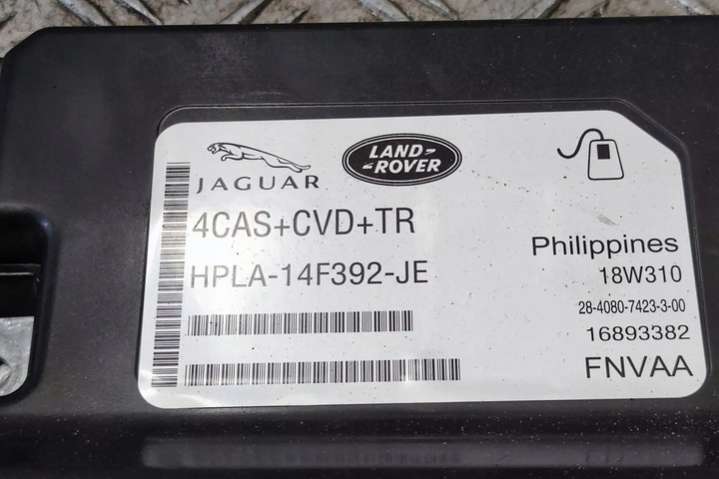 JAGUAR
LAND-
-ROVER
4CAS+CVD+TR
HPLA-14F392-JE
Philippines
18W310
28-4080-7423-3-00
16893382
FNVAA